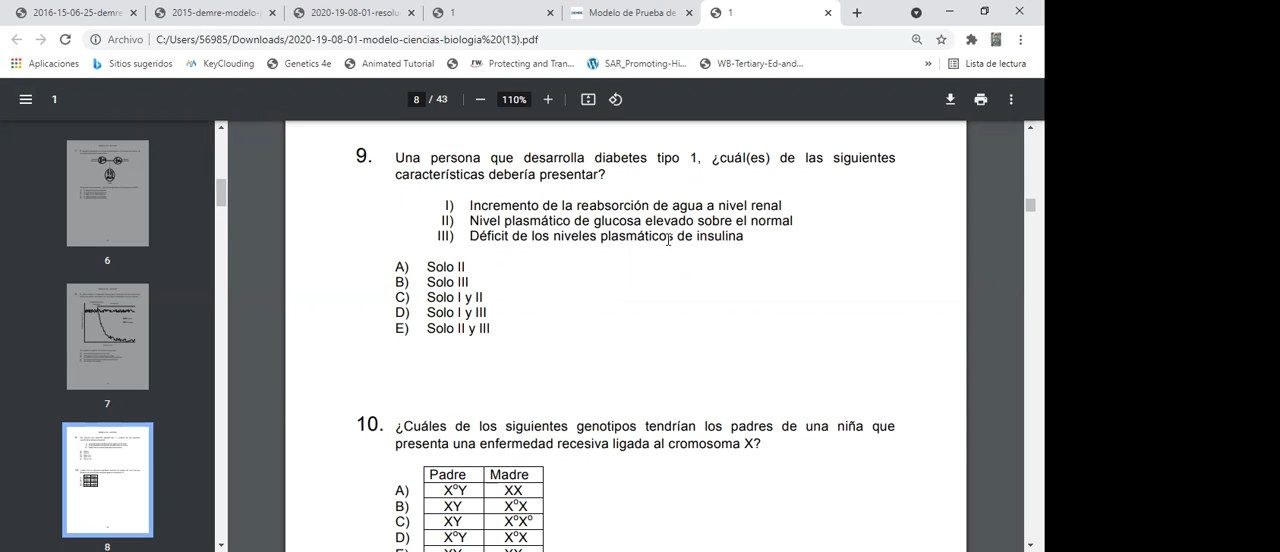 2016-15-06-25-demre
2015-demre-modelo-
2020-19-08-01-resolu
1
Modelo de Prueba de
1
Archivo
C:/Users/56985/Downloads/2020-19-08-01-modelo-ciencias-biologia%20(13).pdf
Aplicaciones
Sitios sugeridos
KeyClouding
Genetics 4e
Animated Tutorial
Protecting and Tran...
SAR_Promoting-Hi...
WB-Tertiary-Ed-and...
»
Lista de lectura
1
8 / 43
110%
6
7
8
9. Una persona que desarrolla diabetes tipo 1, ¿cuál(es) de las siguientes
características debería presentar?
I) Incremento de la reabsorción de agua a nivel renal
II) Nivel plasmático de glucosa elevado sobre el normal
III) Déficit de los niveles plasmáticos de insulina
A) Solo II
B) Solo III
C) Solo I y II
D) Solo I y III
E) Solo II y III
10. ¿Cuáles de los siguientes genotipos tendrían los padres de una niña que
presenta una enfermedad recesiva ligada al cromosoma X?
Padre Madre
A) XºY XX
B) XY XºX
C) XY XºXº
D) XºY XºX